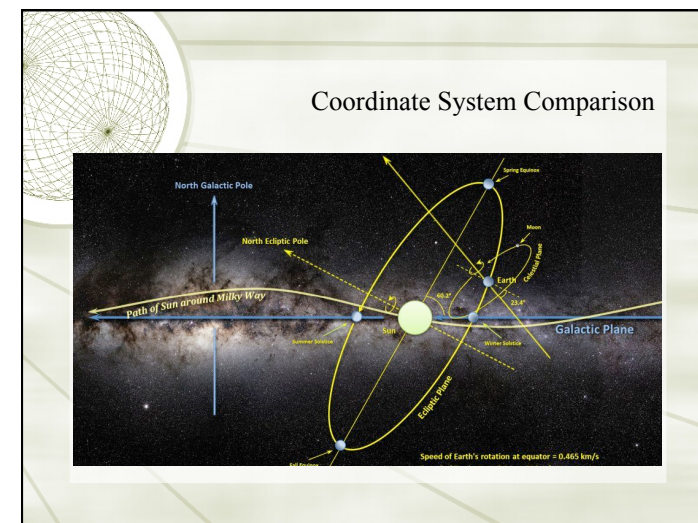 Coordinate System Comparison
Spring Equinox
North Galactic Pole
Moon
North Ecliptic Pole
Celestial Plane
Earth
60.2°
23.4°
Path of Sun around Milky Way
Sun
Galactic Plane
Summer Solstice
Winter Solstice
Ecliptic Plane
Speed of Earth's rotation at equator = 0.465 km/s
Fall Equinox